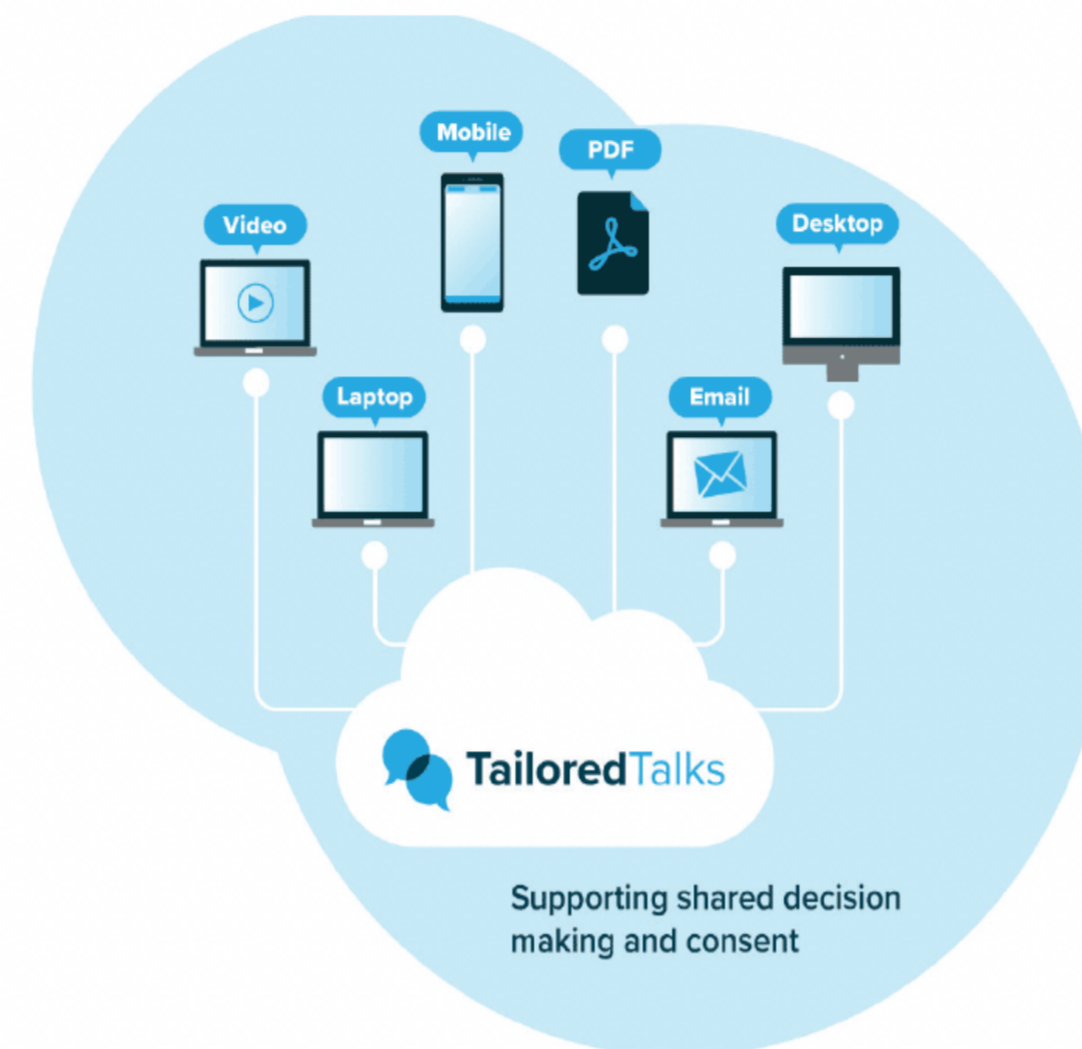 Mobile
PDF
Video
Desktop
Laptop
Email
TailoredTalks
Supporting shared decision
making and consent